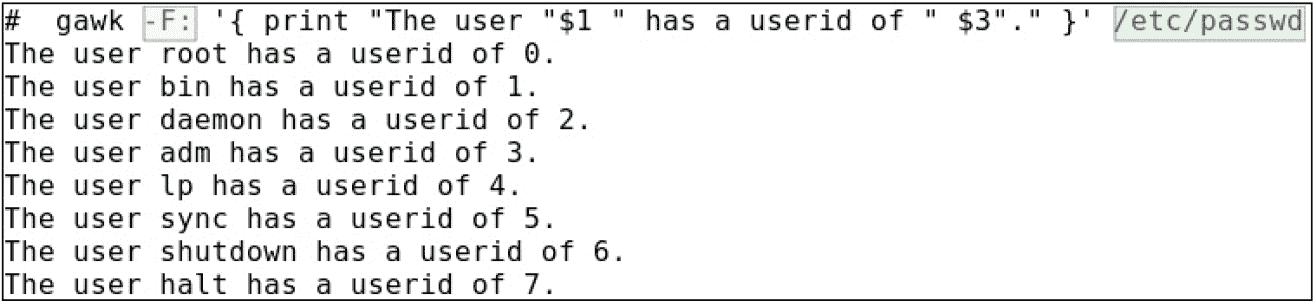 #  gawk -F: '{ print "The user "$1 " has a userid of " $3"." }' /etc/passwd
The user root has a userid of 0.
The user bin has a userid of 1.
The user daemon has a userid of 2.
The user adm has a userid of 3.
The user lp has a userid of 4.
The user sync has a userid of 5.
The user shutdown has a userid of 6.
The user halt has a userid of 7.